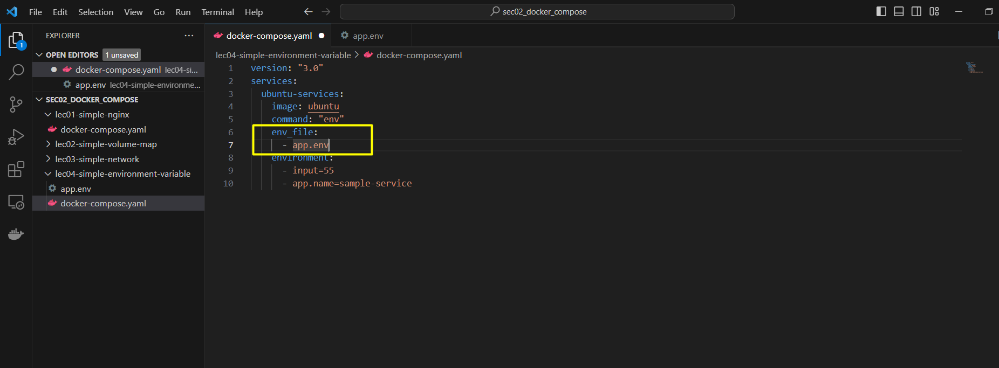 File Edit Selection View Go Run Terminal Help
sec02_docker_compose
1
EXPLORER
OPEN EDITORS 1 unsaved
docker-compose.yaml lec04-si...
app.env lec04-simple-environme...
SEC02_DOCKER_COMPOSE
lec01-simple-nginx
docker-compose.yaml
lec02-simple-volume-map
lec03-simple-network
lec04-simple-environment-variable
app.env
docker-compose.yaml
docker-compose.yaml
app.env
lec04-simple-environment-variable > docker-compose.yaml
1 version: "3.0"
2 services:
3 ubuntu-services:
4 image: ubuntu
5 command: "env"
6 env_file:
7 - app.env
8 environment:
9 - input=55
10 - app.name=sample-service